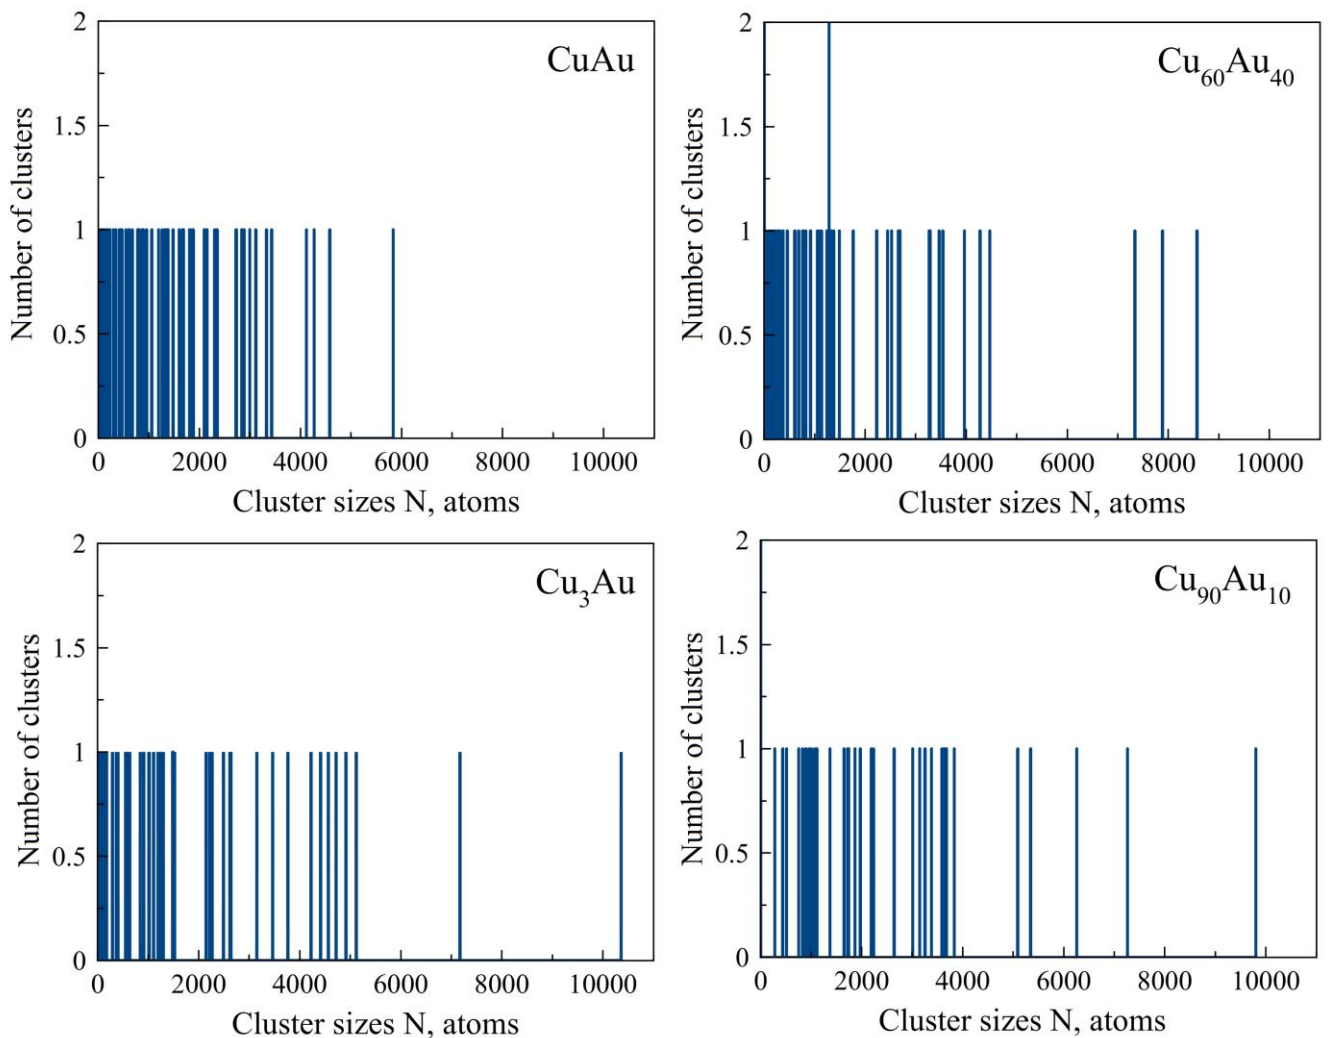 CuAu
Number of clusters
2
1.5
1
0.5
0
0 2000 4000 6000 8000 10000
Cluster sizes N, atoms
Cu₆₀Au₄₀
Number of clusters
2
1.5
1
0.5
0
0 2000 4000 6000 8000 10000
Cluster sizes N, atoms
Cu₃Au
Number of clusters
2
1.5
1
0.5
0
0 2000 4000 6000 8000 10000
Cluster sizes N, atoms
Cu₉₀Au₁₀
Number of clusters
2
1.5
1
0.5
0
0 2000 4000 6000 8000 10000
Cluster sizes N, atoms